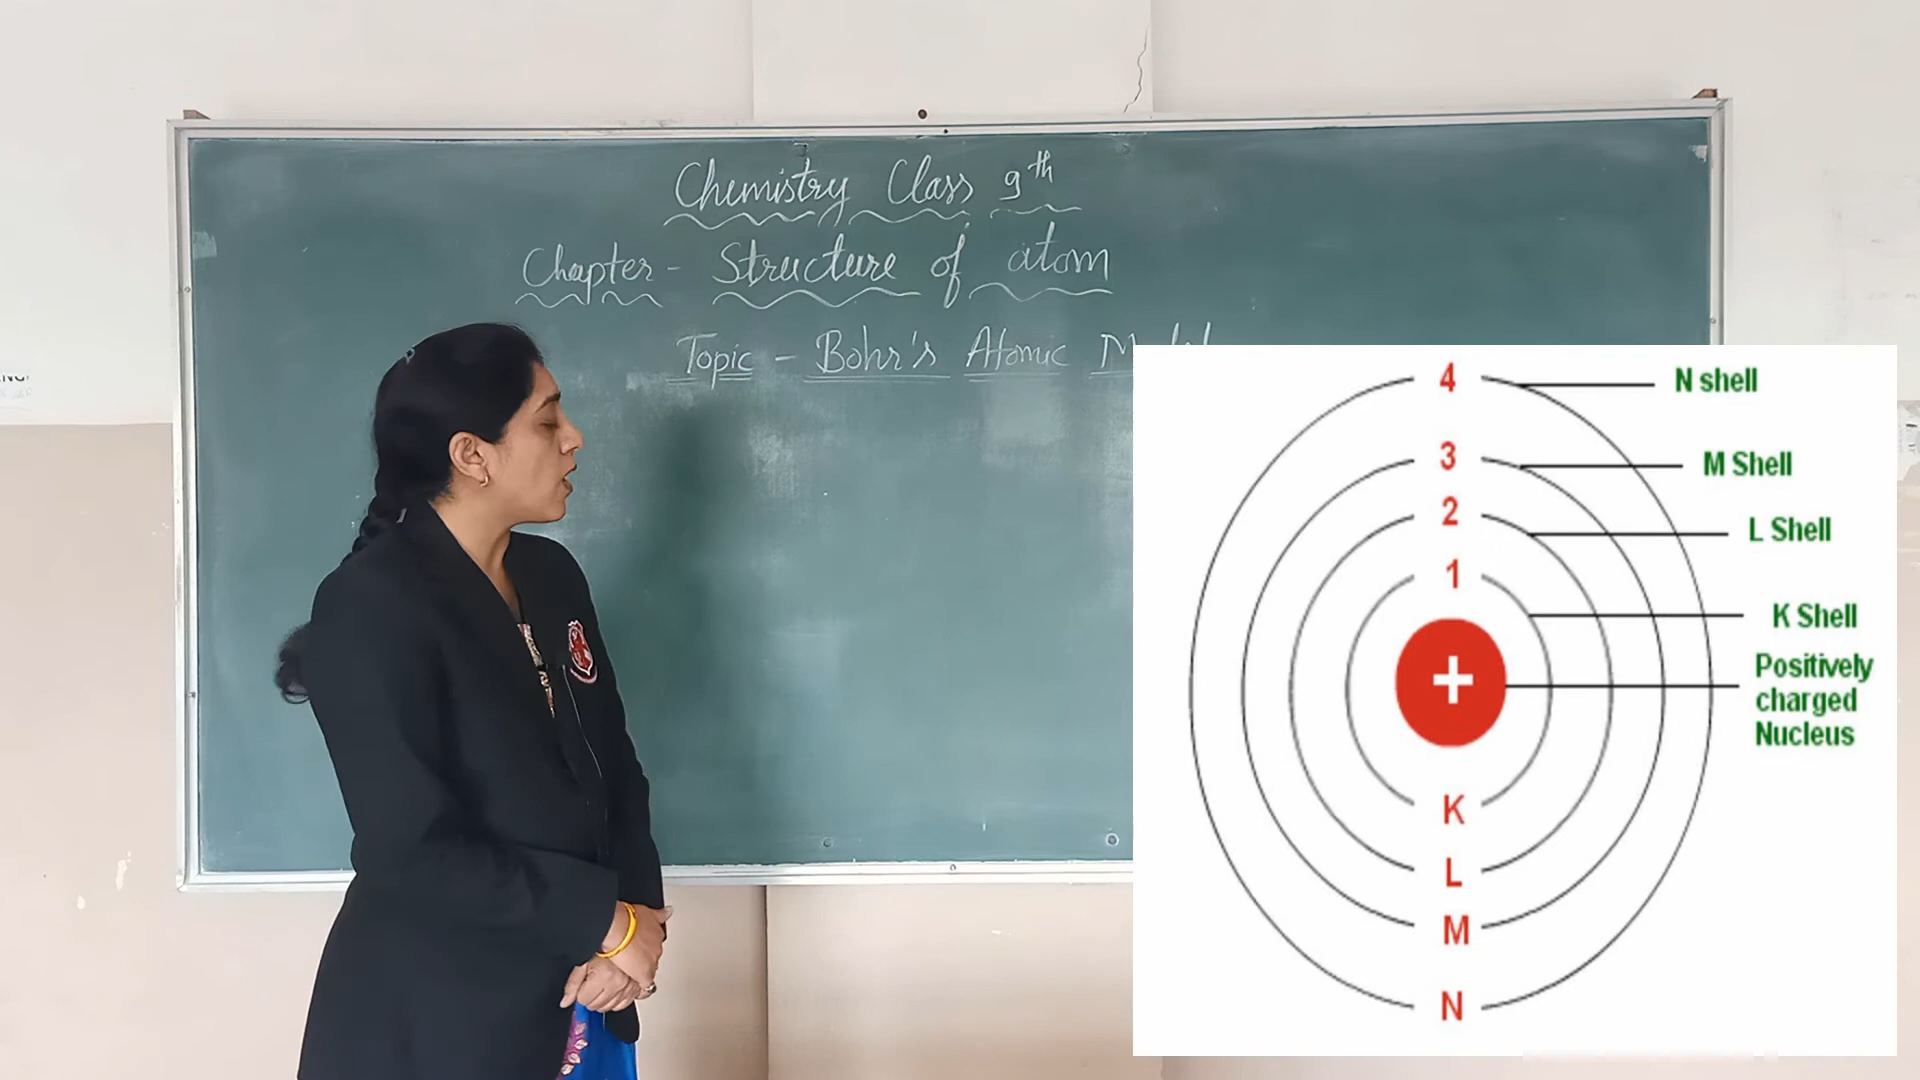 Chemistry Class 9th
Chapter - Structure of atom
Topic - Bohr's Atomic
4
N shell
3
M Shell
2
L Shell
1
K Shell
+
Positively
charged
Nucleus
K
L
M
N